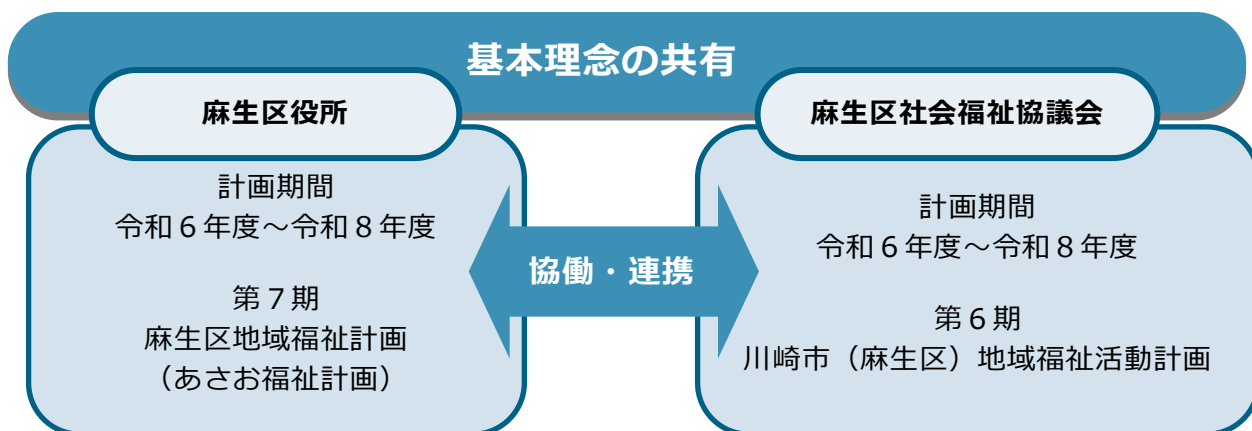 基本理念の共有
麻生区役所
計画期間
令和６年度～令和８年度
第７期
麻生区地域福祉計画
（あさお福祉計画）
協働・連携
麻生区社会福祉協議会
計画期間
令和６年度～令和８年度
第６期
川崎市（麻生区）地域福祉活動計画